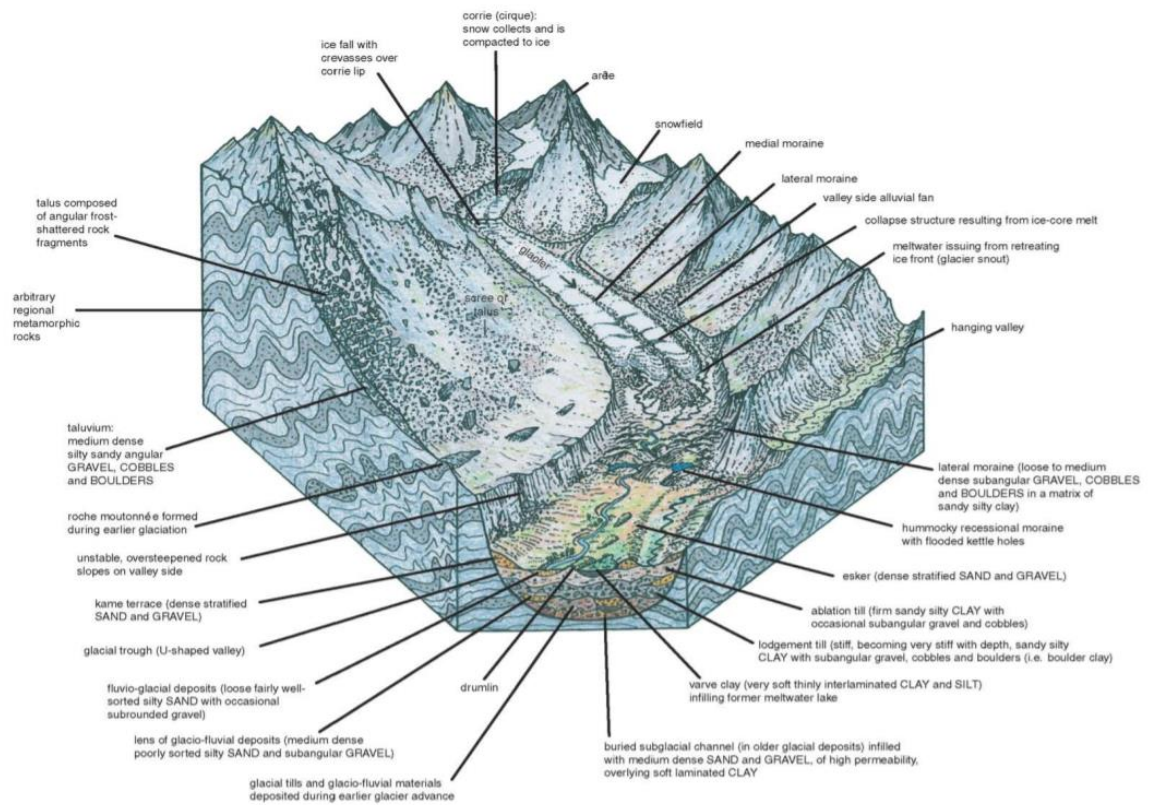 corrie (cirque):
snow collects and is
compacted to ice
ice fall with
crevasses over
corrie lip
arête
snowfield
medial moraine
lateral moraine
valley side alluvial fan
collapse structure resulting from ice-core melt
meltwater issuing from retreating
ice front (glacier snout)
hanging valley
talus composed
of angular frost-
shattered rock
fragments
arbitrary
regional
metamorphic
rocks
glacier
scree or
talus
taluvium:
medium dense
silty sandy angular
GRAVEL, COBBLES
and BOULDERS
roche moutonnée formed
during earlier glaciation
unstable, oversteepened rock
slopes on valley side
kame terrace (dense stratified
SAND and GRAVEL)
glacial trough (U-shaped valley)
fluvio-glacial deposits (loose fairly well-
sorted silty SAND with occasional
subrounded gravel)
lens of glacio-fluvial deposits (medium dense
poorly sorted silty SAND and subangular GRAVEL)
glacial tills and glacio-fluvial materials
deposited during earlier glacier advance
drumlin
lateral moraine (loose to medium
dense subangular GRAVEL, COBBLES
and BOULDERS in a matrix of
sandy silty clay)
hummocky recessional moraine
with flooded kettle holes
esker (dense stratified SAND and GRAVEL)
ablation till (firm sandy silty CLAY with
occasional subangular gravel and cobbles)
lodgement till (stiff, becoming very stiff with depth, sandy silty
CLAY with subangular gravel, cobbles and boulders (i.e. boulder clay)
varve clay (very soft thinly interlaminated CLAY and SILT)
infilling former meltwater lake
buried subglacial channel (in older glacial deposits) infilled
with medium dense SAND and GRAVEL, of high permeability,
overlying soft laminated CLAY